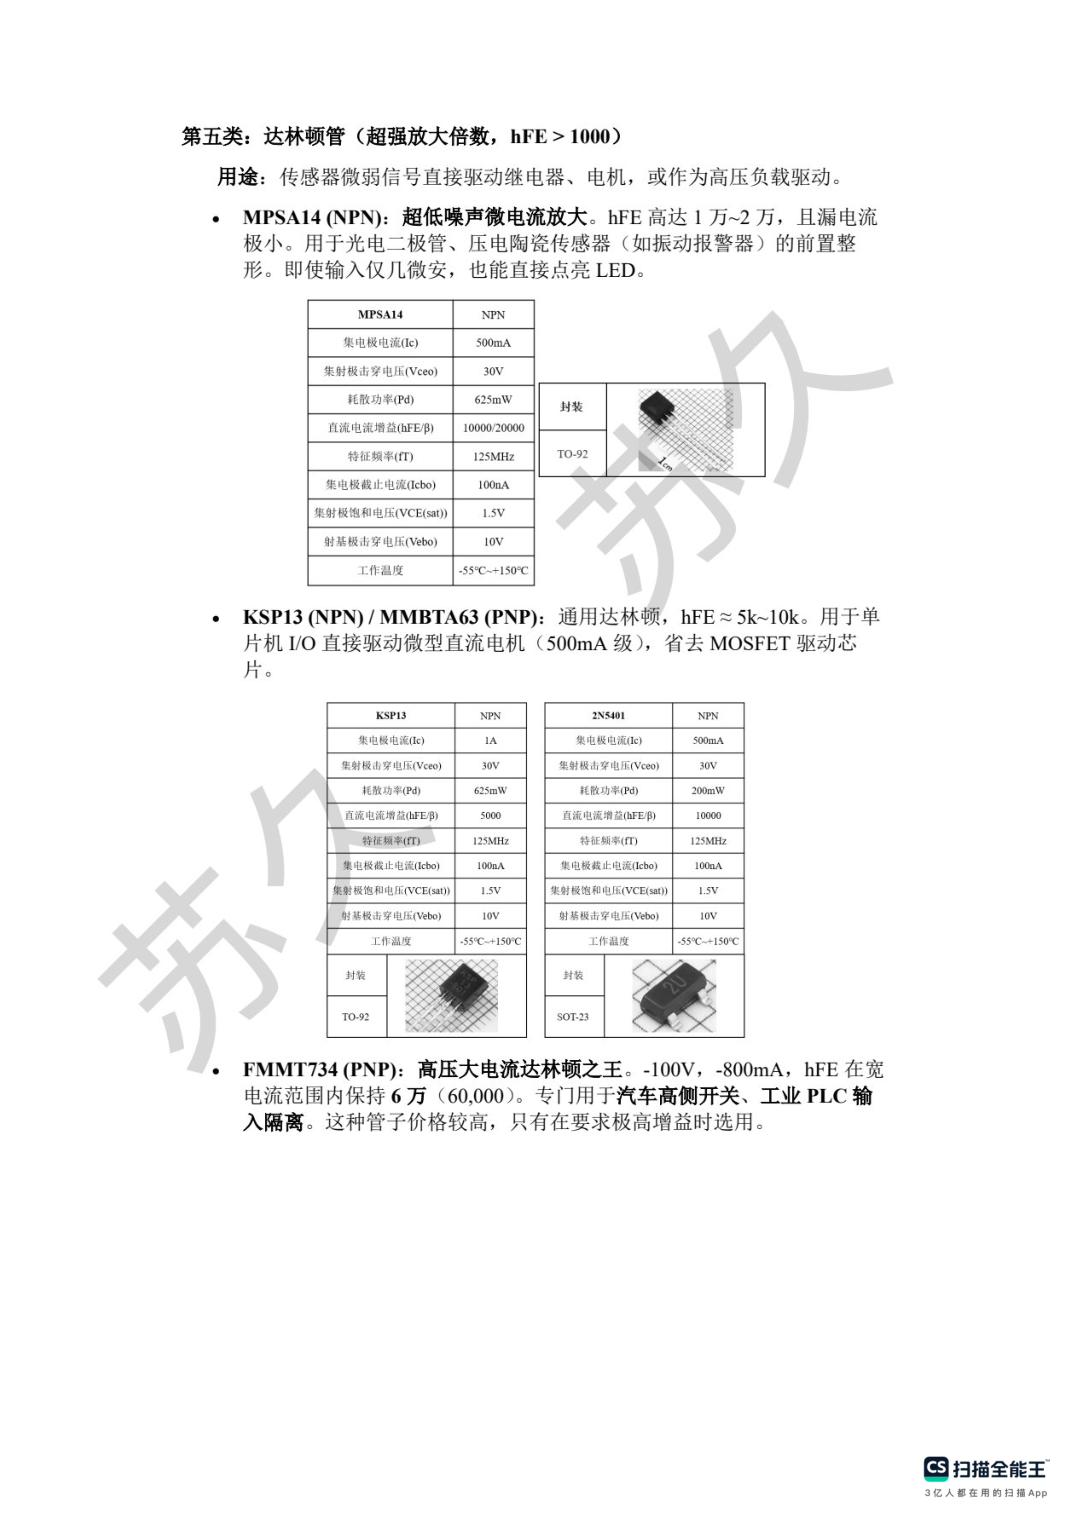 第五类：达林顿管（超强放大倍数，hFE > 1000）
用途：传感器微弱信号直接驱动继电器、电机，或作为高压负载驱动。
• MPSA14 (NPN)：超低噪声微电流放大。hFE 高达 1 万~2 万，且漏电流
极小。用于光电二极管、压电陶瓷传感器（如振动报警器）的前置整
形。即使输入仅几微安，也能直接点亮 LED。
MPSA14 NPN
集电极电流(Ic) 500mA
集射极击穿电压(Vceo) 30V
耗散功率(Pd) 625mW
直流电流增益(hFE/β) 10000/20000
特征频率(fT) 125MHz
集电极截止电流(Icbo) 100nA
集射极饱和电压(VCE(sat)) 1.5V
射基极击穿电压(Vebo) 10V
工作温度 -55℃~+150℃
封装
TO-92
1cm
• KSP13 (NPN) / MMBTA63 (PNP)：通用达林顿，hFE ≈ 5k~10k。用于单
片机 I/O 直接驱动微型直流电机（500mA 级），省去 MOSFET 驱动芯
片。
KSP13 NPN
集电极电流(Ic) 1A
集射极击穿电压(Vceo) 30V
耗散功率(Pd) 625mW
直流电流增益(hFE/β) 5000
特征频率(fT) 125MHz
集电极截止电流(Icbo) 100nA
集射极饱和电压(VCE(sat)) 1.5V
射基极击穿电压(Vebo) 10V
工作温度 -55℃~+150℃
封装
TO-92
KSP
13
2N5401 NPN
集电极电流(Ic) 500mA
集射极击穿电压(Vceo) 30V
耗散功率(Pd) 200mW
直流电流增益(hFE/β) 10000
特征频率(fT) 125MHz
集电极截止电流(Icbo) 100nA
集射极饱和电压(VCE(sat)) 1.5V
射基极击穿电压(Vebo) 10V
工作温度 -55℃~+150℃
封装
SOT-23
2U
• FMMT734 (PNP)：高压大电流达林顿之王。-100V，-800mA，hFE 在宽
电流范围内保持 6 万（60,000）。专门用于汽车高侧开关、工业 PLC 输
入隔离。这种管子价格较高，只有在要求极高增益时选用。
苏久
苏久
CS 扫描全能王
3亿人都在用的扫描App